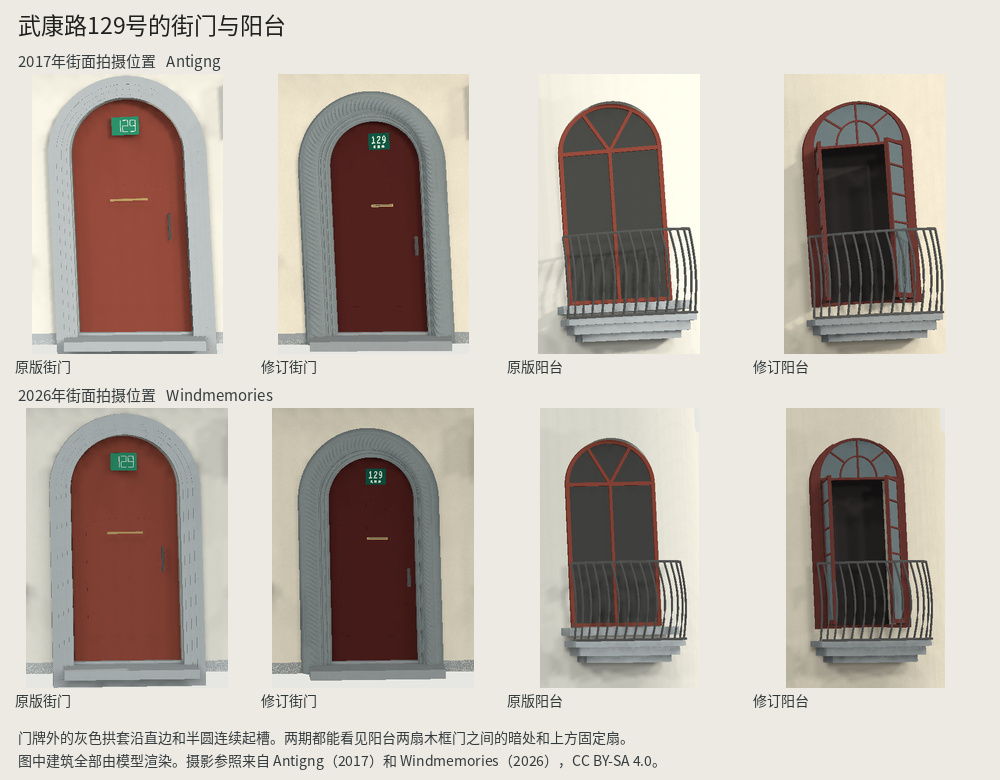 武康路129号的街门与阳台
2017年街面拍摄位置 Antigng
129
129
原版街门 修订街门 原版阳台 修订阳台
2026年街面拍摄位置 Windmemories
129
129
原版街门 修订街门 原版阳台 修订阳台
门牌外的灰色拱套沿直边和半圆连续起槽。两期都能看见阳台两扇木框门之间的暗处和上方固定扇。
图中建筑全部由模型渲染。摄影参照来自 Antigng（2017）和 Windmemories（2026），CC BY-SA 4.0。